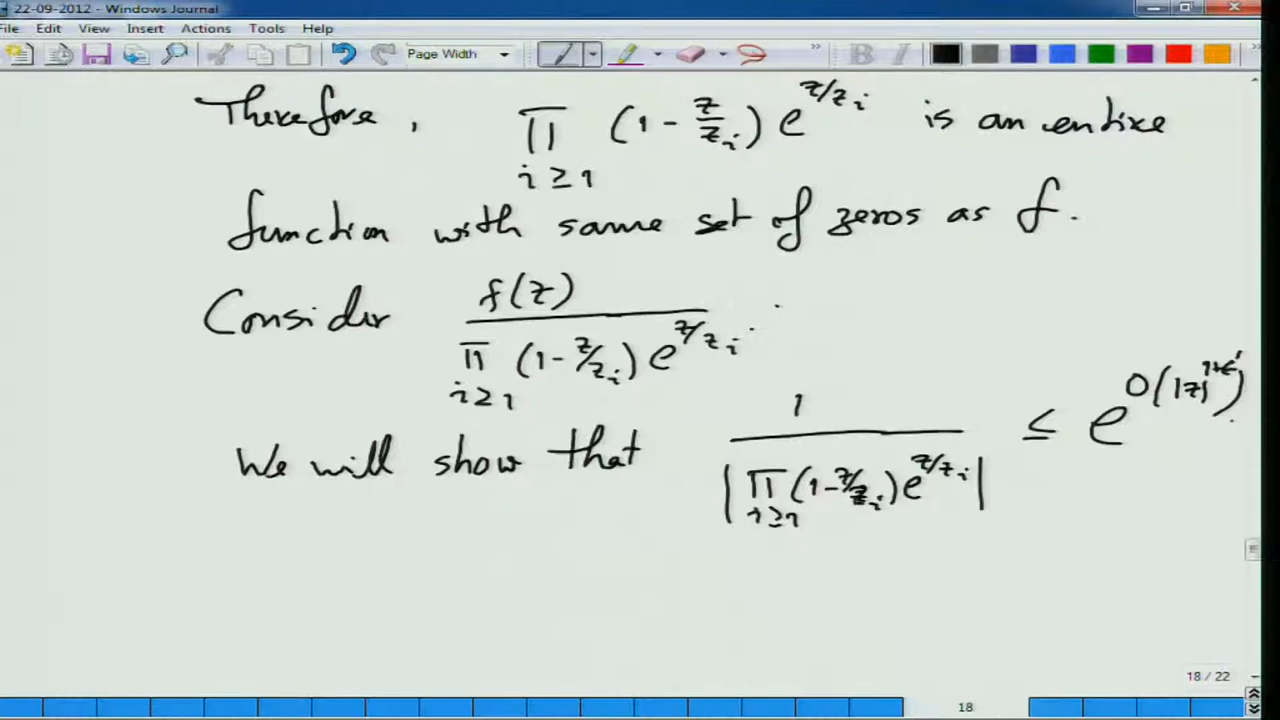 22-09-2012 - Windows Journal
File Edit View Insert Actions Tools Help
Page Width B I
Therefore, ∏_{i≥1} (1 - z/z_i) e^{z/z_i} is an entire
function with same set of zeros as f.
Consider f(z) / ∏_{i≥1} (1 - z/z_i) e^{z/z_i}
We will show that 1 / |∏_{i≥1} (1 - z/z_i) e^{z/z_i}| ≤ e^{O(|z|^{1+ε'})}
18 / 22
18